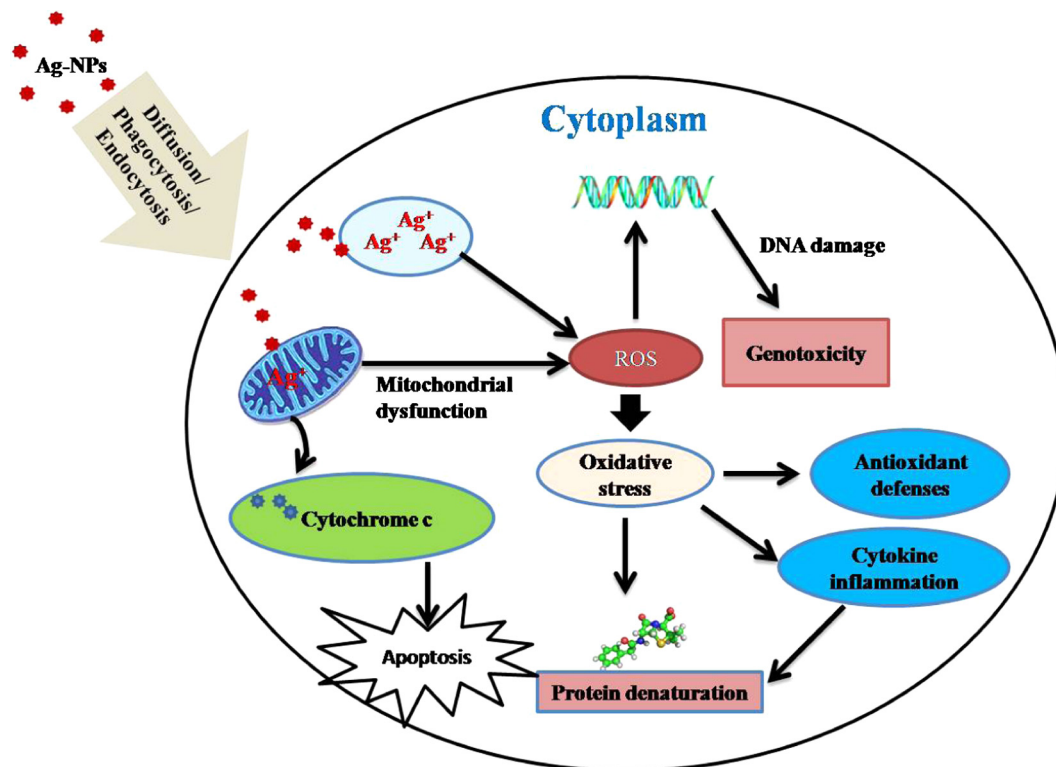 Ag-NPs
Diffusion/
Phagocytosis/
Endocytosis
Cytoplasm
Ag⁺
Ag⁺ Ag⁺
DNA damage
Ag⁺
ROS
Genotoxicity
Mitochondrial
dysfunction
Oxidative
stress
Antioxidant
defenses
Cytochrome c
Cytokine
inflammation
Apoptosis
Protein denaturation